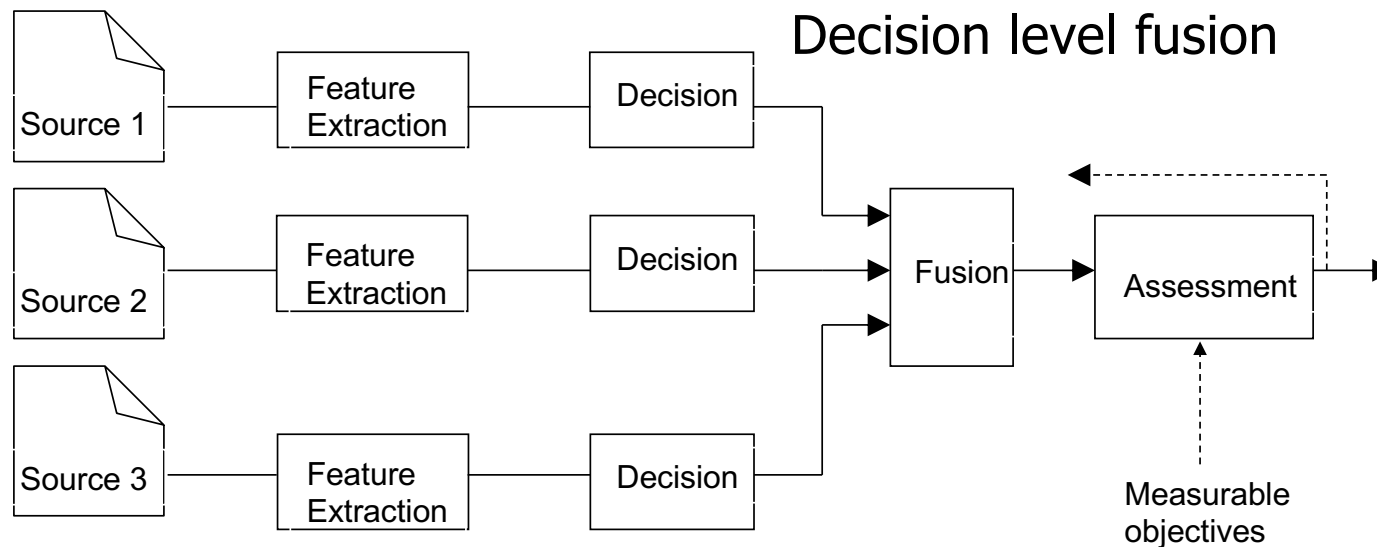 Decision level fusion
Source 1
Feature
Extraction
Decision
Source 2
Feature
Extraction
Decision
Fusion
Assessment
Source 3
Feature
Extraction
Decision
Measurable
objectives